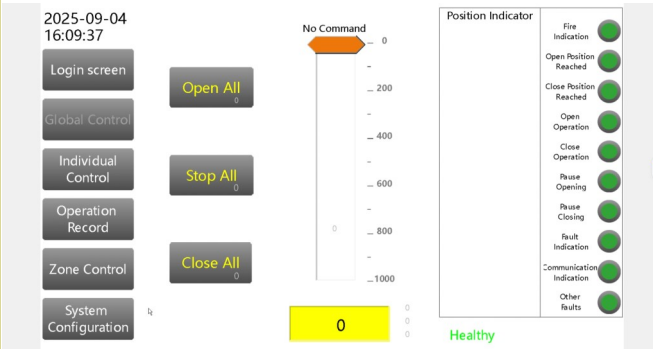 2025-09-04
16:09:37
Login screen
Global Control
Individual
Control
Operation
Record
Zone Control
System
Configuration
Open All
0
Stop All
0
Close All
0
No Command
0
200
400
600
800
1000
0
0
0
0
0
Position Indicator
Fire
Indication
Open Position
Reached
Close Position
Reached
Open
Operation
Close
Operation
Pause
Opening
Pause
Closing
Fault
Indication
Communication
Indication
Other
Faults
Healthy